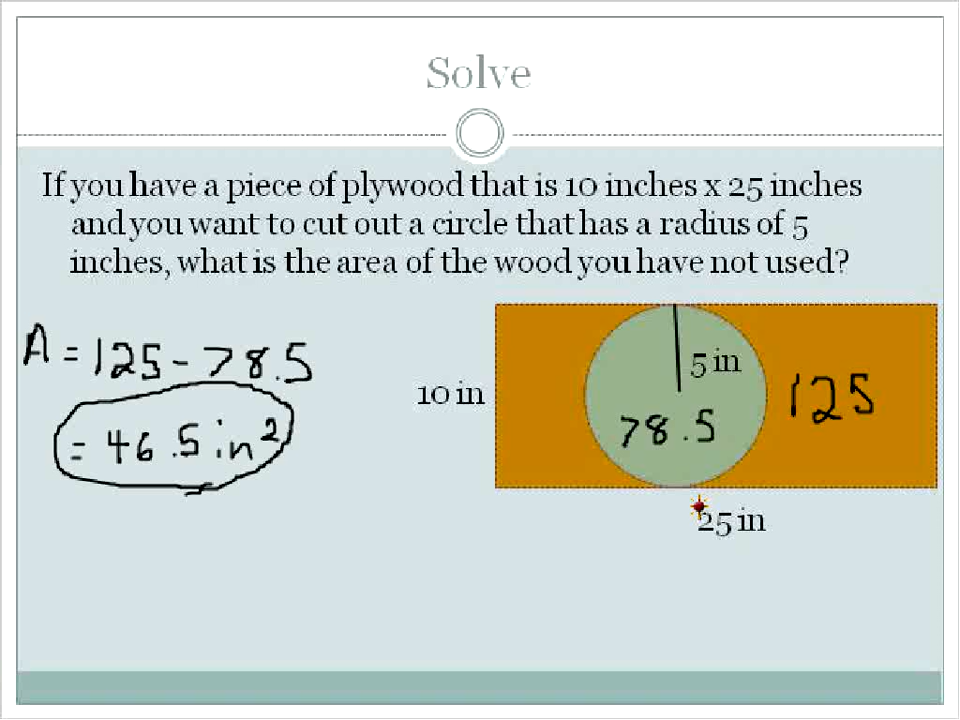 Solve
If you have a piece of plywood that is 10 inches x 25 inches
and you want to cut out a circle that has a radius of 5
inches, what is the area of the wood you have not used?
A = 125 - 78.5
= 46.5 in²
10 in
5 in
78.5
125
25 in